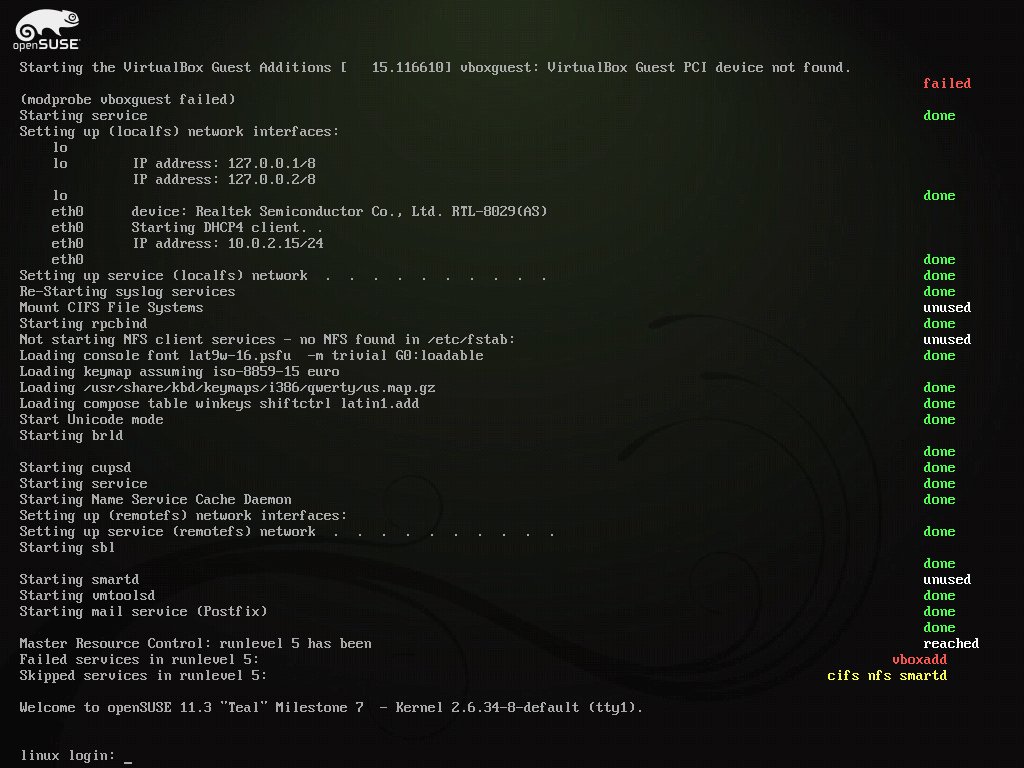 openSUSE
Starting the VirtualBox Guest Additions [   15.116610] vboxguest: VirtualBox Guest PCI device not found.
failed
(modprobe vboxguest failed)
Starting service done
Setting up (localfs) network interfaces:
lo
lo IP address: 127.0.0.1/8
IP address: 127.0.0.2/8
lo done
eth0 device: Realtek Semiconductor Co., Ltd. RTL-8029(AS)
eth0 Starting DHCP4 client. .
eth0 IP address: 10.0.2.15/24
eth0 done
Setting up service (localfs) network . . . . . . . . . . done
Re-Starting syslog services done
Mount CIFS File Systems unused
Starting rpcbind done
Not starting NFS client services - no NFS found in /etc/fstab: unused
Loading console font lat9w-16.psfu  -m trivial G0:loadable done
Loading keymap assuming iso-8859-15 euro
Loading /usr/share/kbd/keymaps/i386/qwerty/us.map.gz done
Loading compose table winkeys shiftctrl latin1.add done
Start Unicode mode done
Starting brld
done
Starting cupsd done
Starting service done
Starting Name Service Cache Daemon done
Setting up (remotefs) network interfaces:
Setting up service (remotefs) network . . . . . . . . . . done
Starting sbl
done
Starting smartd unused
Starting vmtoolsd done
Starting mail service (Postfix) done
done
Master Resource Control: runlevel 5 has been reached
Failed services in runlevel 5: vboxadd
Skipped services in runlevel 5: cifs nfs smartd
Welcome to openSUSE 11.3 "Teal" Milestone 7  - Kernel 2.6.34-8-default (tty1).
linux login: _